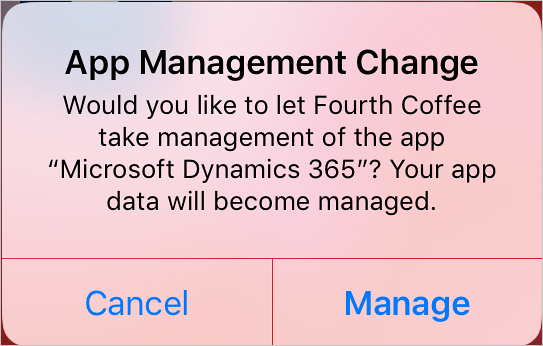 App Management Change
Would you like to let Fourth Coffee
take management of the app
“Microsoft Dynamics 365”? Your app
data will become managed.
Cancel
Manage